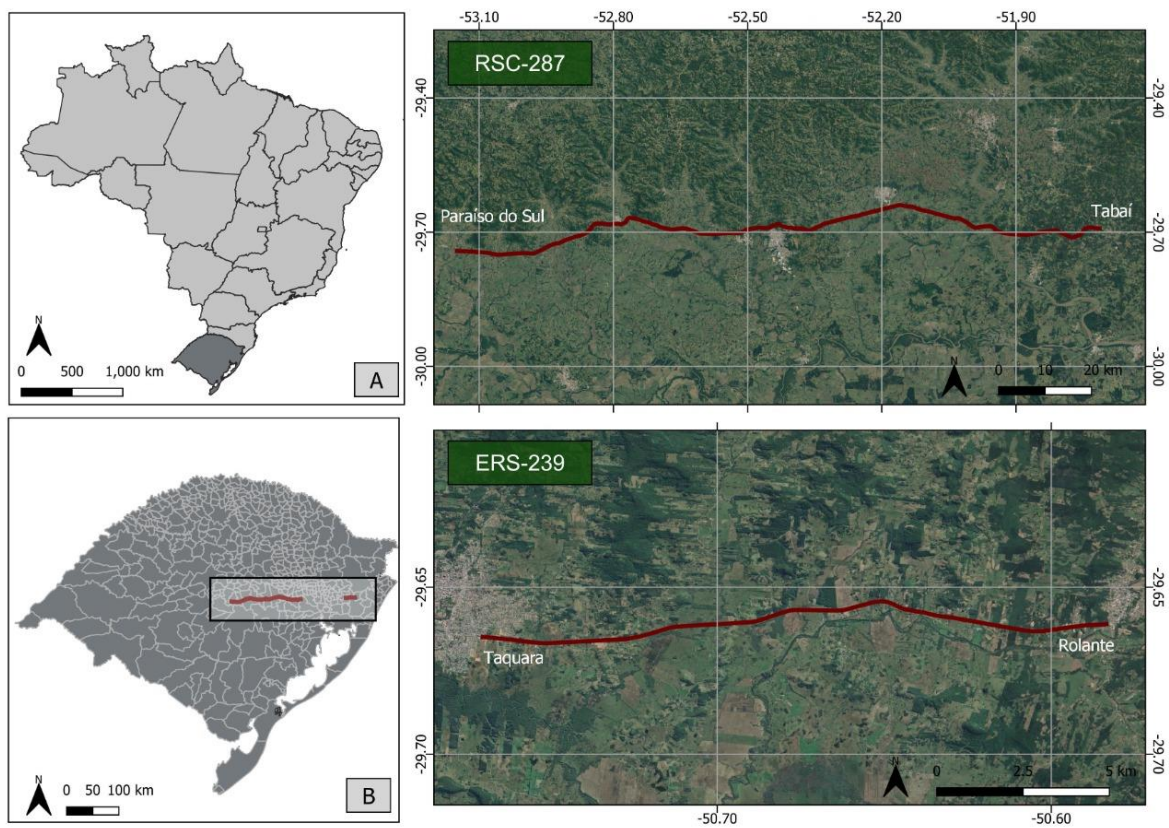 N
0 500 1,000 km
A
N
0 50 100 km
B
-53.10 -52.80 -52.50 -52.20 -51.90
RSC-287
-29.40 -29.40
Paraíso do Sul Tabaí
-29.70 -29.70
-30.00 -30.00
N
0 10 20 km
ERS-239
-29.65 -29.65
Taquara Rolante
-29.70 -29.70
N
0 2.5 5 km
-50.70 -50.60